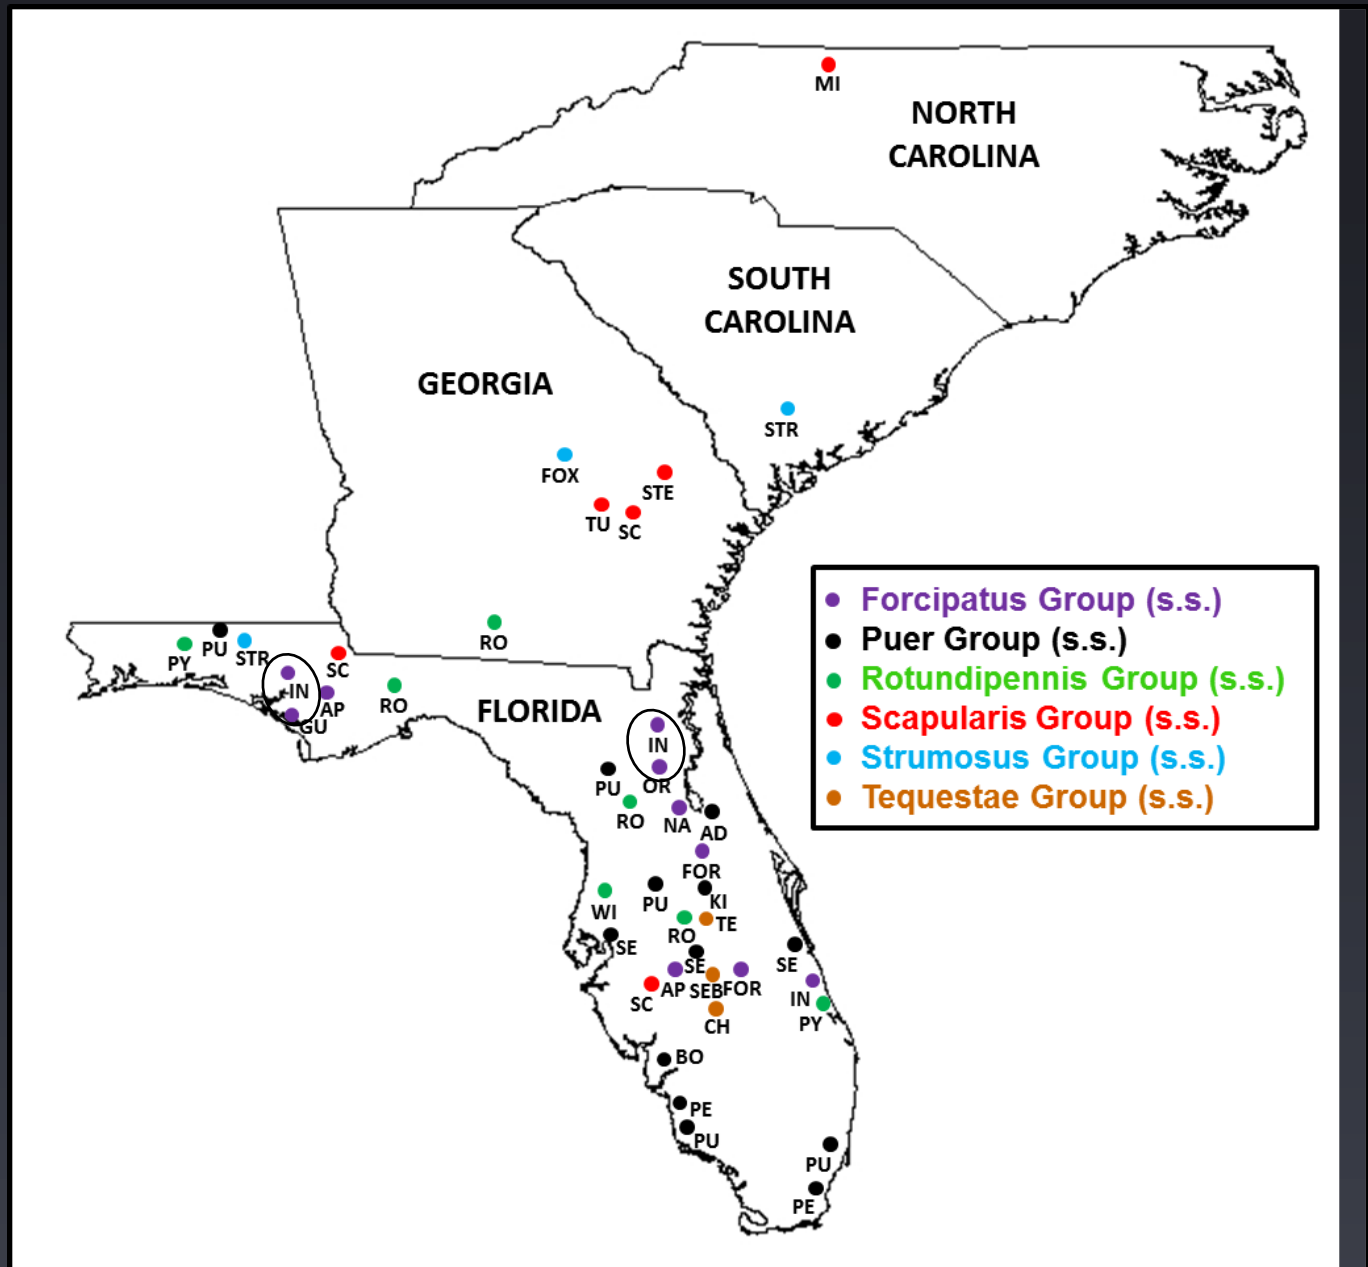 MI
NORTH
CAROLINA
SOUTH
CAROLINA
GEORGIA
STR
FOX
STE
TU
SC
Forcipatus Group (s.s.)
Puer Group (s.s.)
Rotundipennis Group (s.s.)
Scapularis Group (s.s.)
Strumosus Group (s.s.)
Tequestae Group (s.s.)
RO
PY
PU
STR
SC
IN
AP
GU
RO
FLORIDA
IN
OR
PU
RO
NA
AD
FOR
PU
KI
WI
TE
RO
SE
SE
SE
SC
AP
SEB
FOR
IN
PY
CH
BO
PE
PU
PU
PE